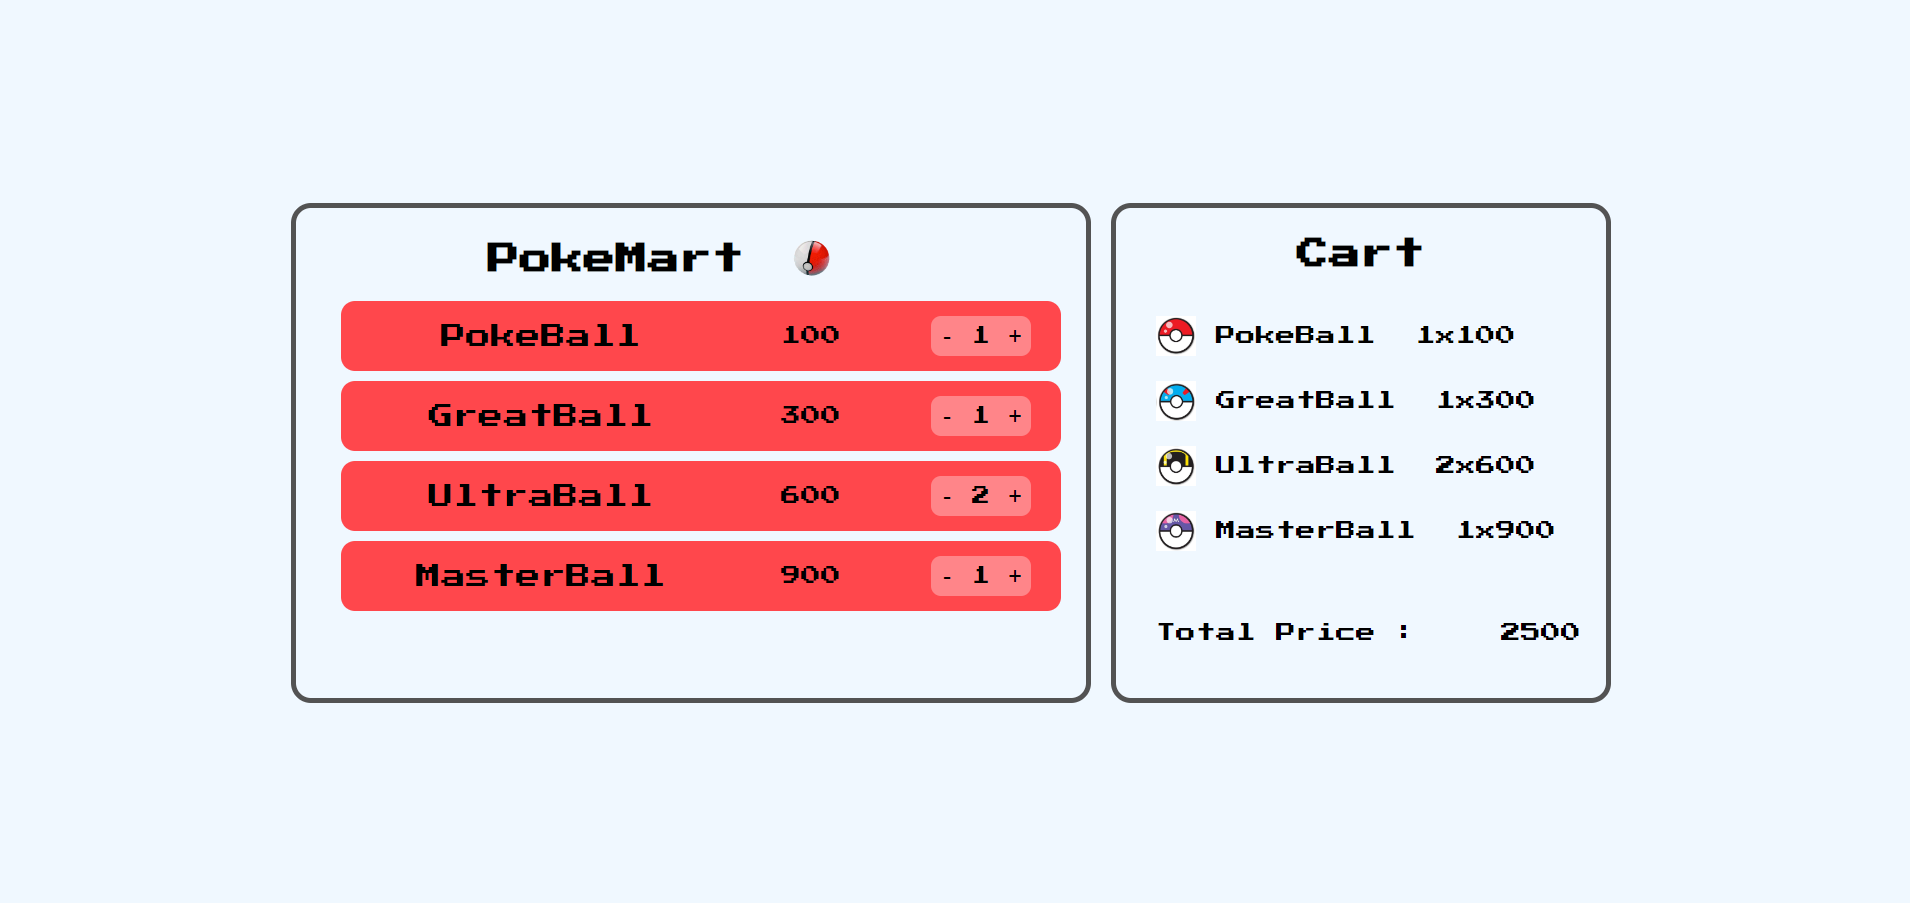 PokeMart
PokeBall 100 - 1 +
GreatBall 300 - 1 +
UltraBall 600 - 2 +
MasterBall 900 - 1 +
Cart
PokeBall 1x100
GreatBall 1x300
UltraBall 2x600
MasterBall 1x900
Total Price : 2500